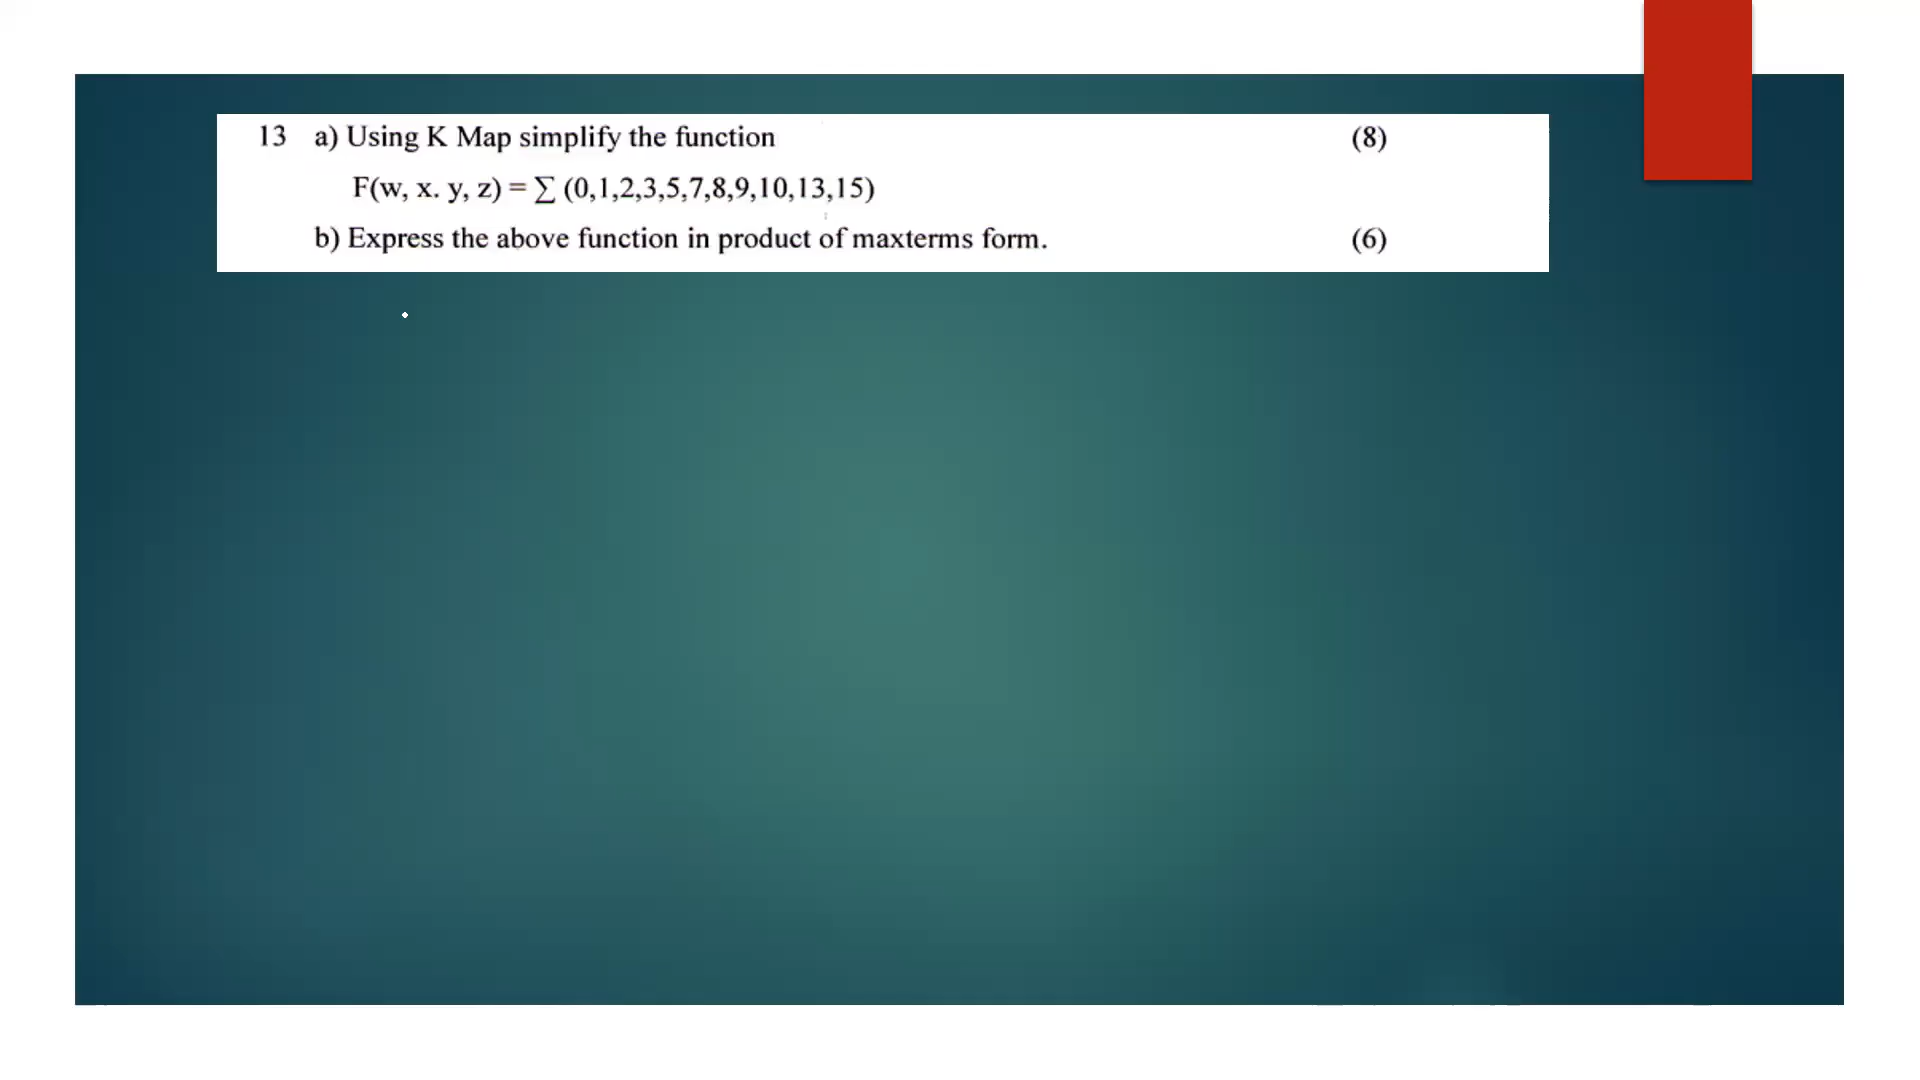 13 a) Using K Map simplify the function (8)
F(w, x. y, z) = ∑ (0,1,2,3,5,7,8,9,10,13,15)
b) Express the above function in product of maxterms form. (6)